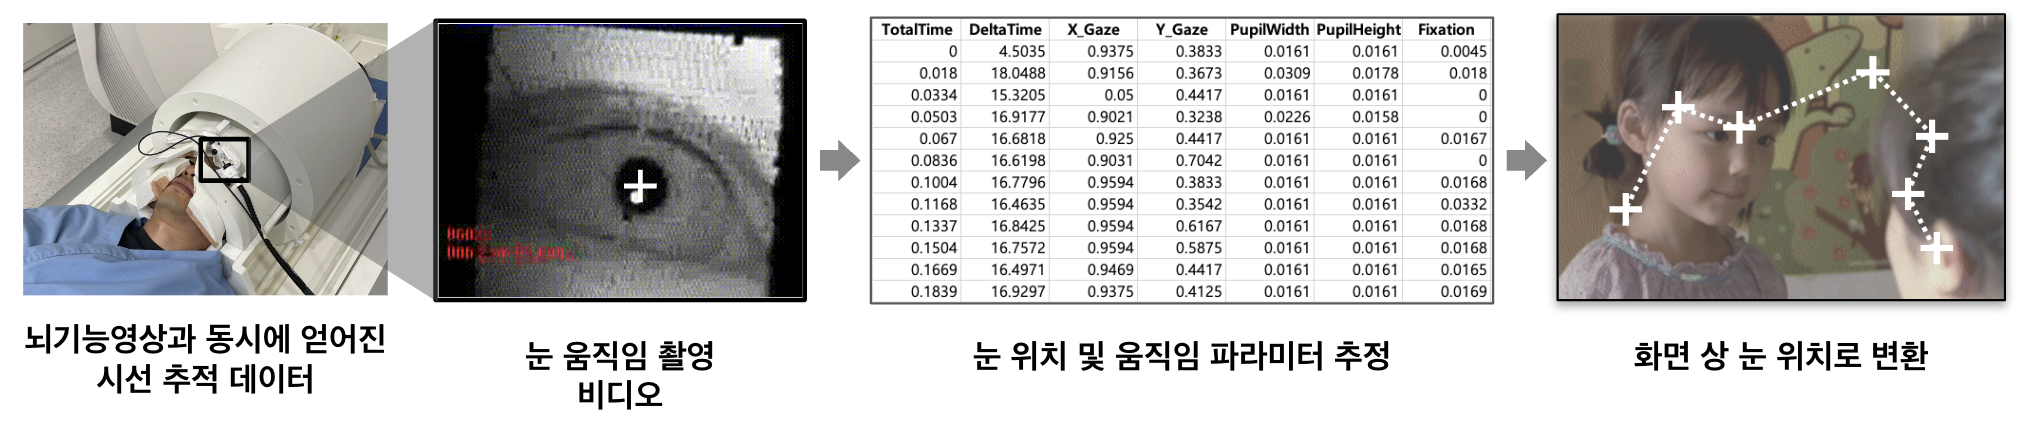 TotalTime DeltaTime X_Gaze Y_Gaze PupilWidth PupilHeight Fixation
0 4.5035 0.9375 0.3833 0.0161 0.0161 0.0045
0.018 18.0488 0.9156 0.3673 0.0309 0.0178 0.018
0.0334 15.3205 0.05 0.4417 0.0161 0.0161 0
0.0503 16.9177 0.9021 0.3238 0.0226 0.0158 0
0.067 16.6818 0.925 0.4417 0.0161 0.0161 0.0167
0.0836 16.6198 0.9031 0.7042 0.0161 0.0161 0
0.1004 16.7796 0.9594 0.3833 0.0161 0.0161 0.0168
0.1168 16.4635 0.9594 0.3542 0.0161 0.0161 0.0332
0.1337 16.8425 0.9594 0.6167 0.0161 0.0161 0.0168
0.1504 16.7572 0.9594 0.5875 0.0161 0.0161 0.0168
0.1669 16.4971 0.9469 0.4417 0.0161 0.0161 0.0165
0.1839 16.9297 0.9375 0.4125 0.0161 0.0161 0.0169
뇌기능영상과 동시에 얻어진
시선 추적 데이터
눈 움직임 촬영
비디오
눈 위치 및 움직임 파라미터 추정
화면 상 눈 위치로 변환